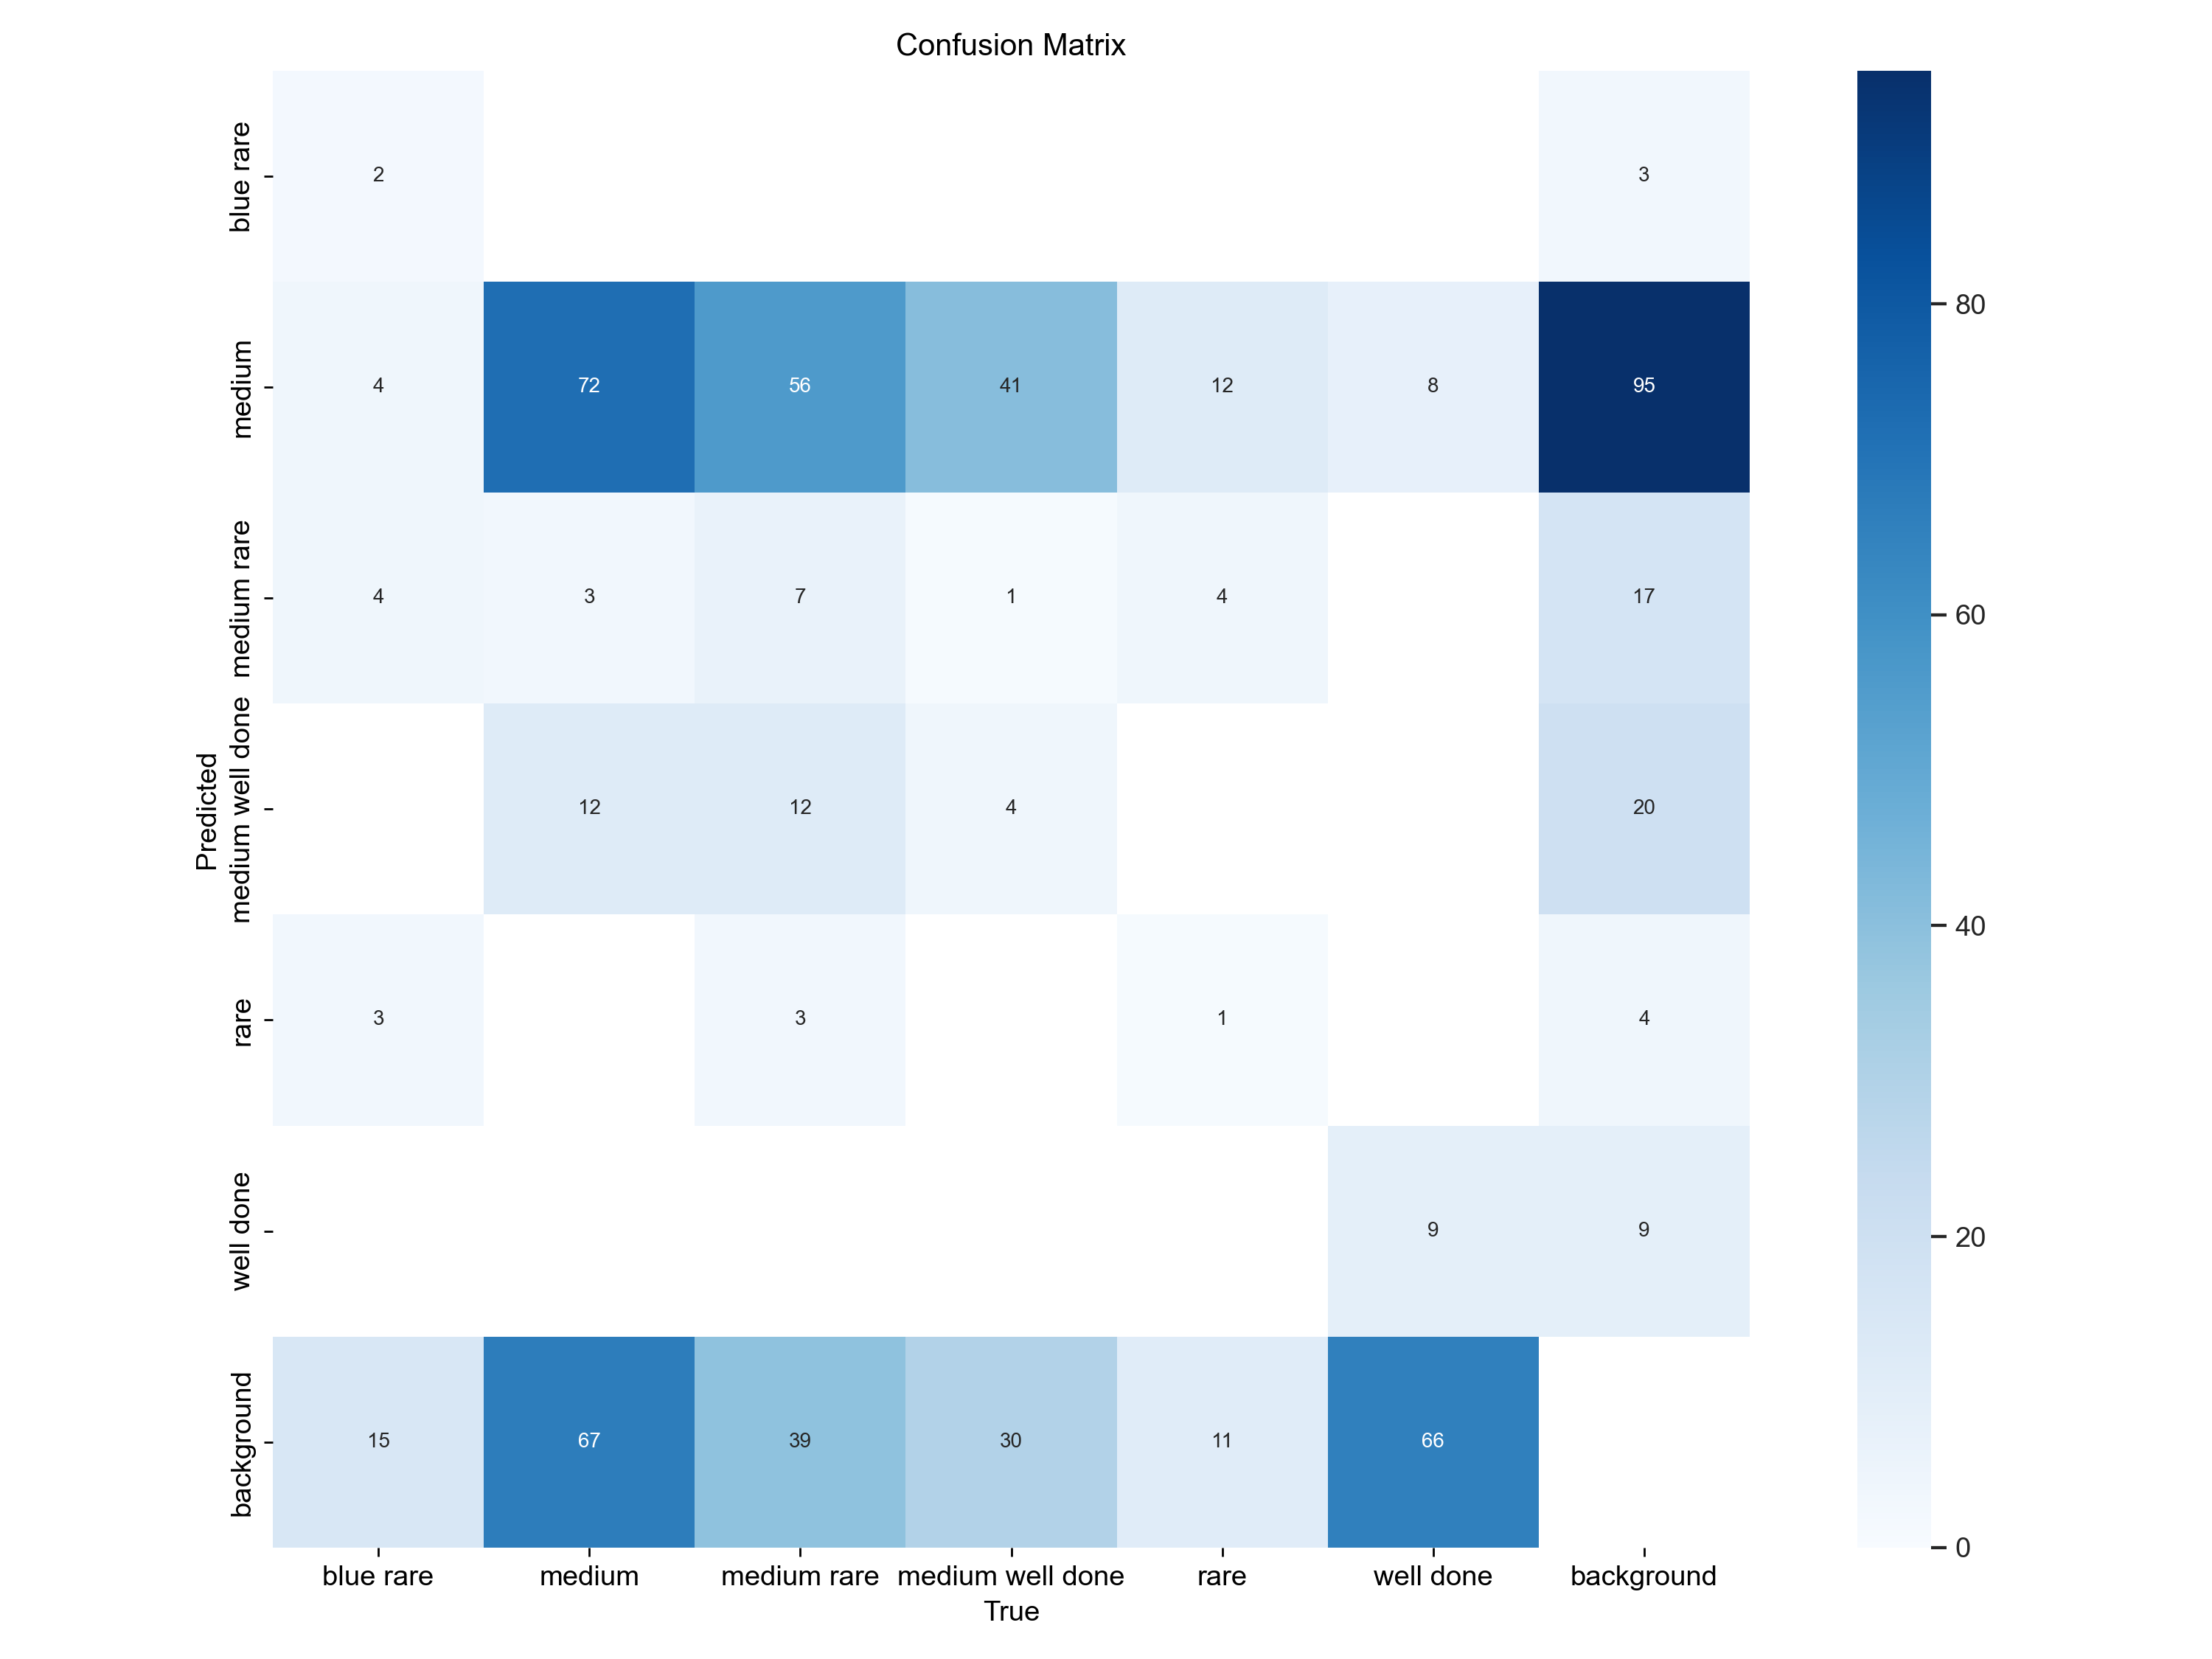 Confusion Matrix
blue rare
2 3
medium
4 72 56 41 12 8 95
medium rare
4 3 7 1 4 17
medium well done
12 12 4 20
rare
3 3 1 4
well done
9 9
background
15 67 39 30 11 66
Predicted
blue rare medium medium rare medium well done rare well done background
True
80
60
40
20
0